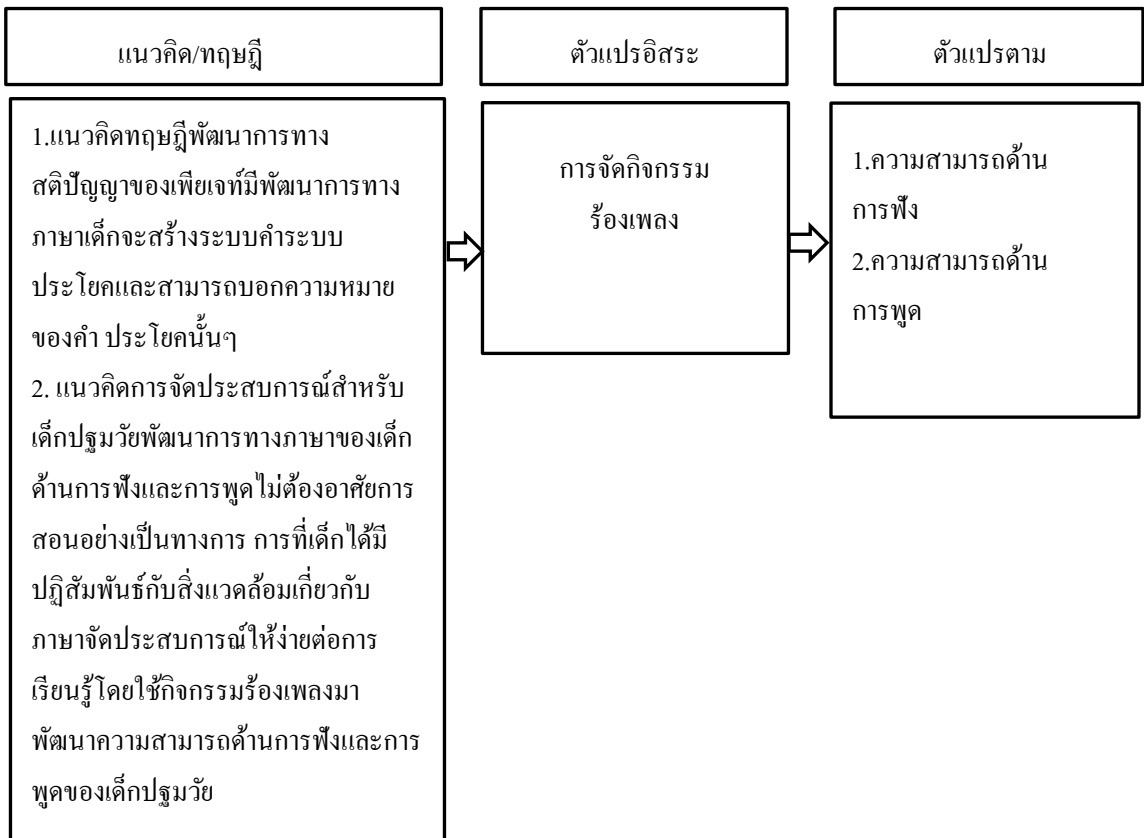 แนวคิด/ทฤษฎี
ตัวแปรอิสระ
ตัวแปรตาม
1.แนวคิดทฤษฎีพัฒนาการทาง
สติปัญญาของเพียเจท์มีพัฒนาการทาง
ภาษาเด็กจะสร้างระบบคำระบบ
ประโยคและสามารถบอกความหมาย
ของคำ ประโยคนั้นๆ
2. แนวคิดการจัดประสบการณ์สำหรับ
เด็กปฐมวัยพัฒนาการทางภาษาของเด็ก
ด้านการฟังและการพูดไม่ต้องอาศัยการ
สอนอย่างเป็นทางการ การที่เด็กได้มี
ปฏิสัมพันธ์กับสิ่งแวดล้อมเกี่ยวกับ
ภาษาจัดประสบการณ์ให้ง่ายต่อการ
เรียนรู้โดยใช้กิจกรรมร้องเพลงมา
พัฒนาความสามารถด้านการฟังและการ
พูดของเด็กปฐมวัย
การจัดกิจกรรม
ร้องเพลง
1.ความสามารถด้าน
การฟัง
2.ความสามารถด้าน
การพูด